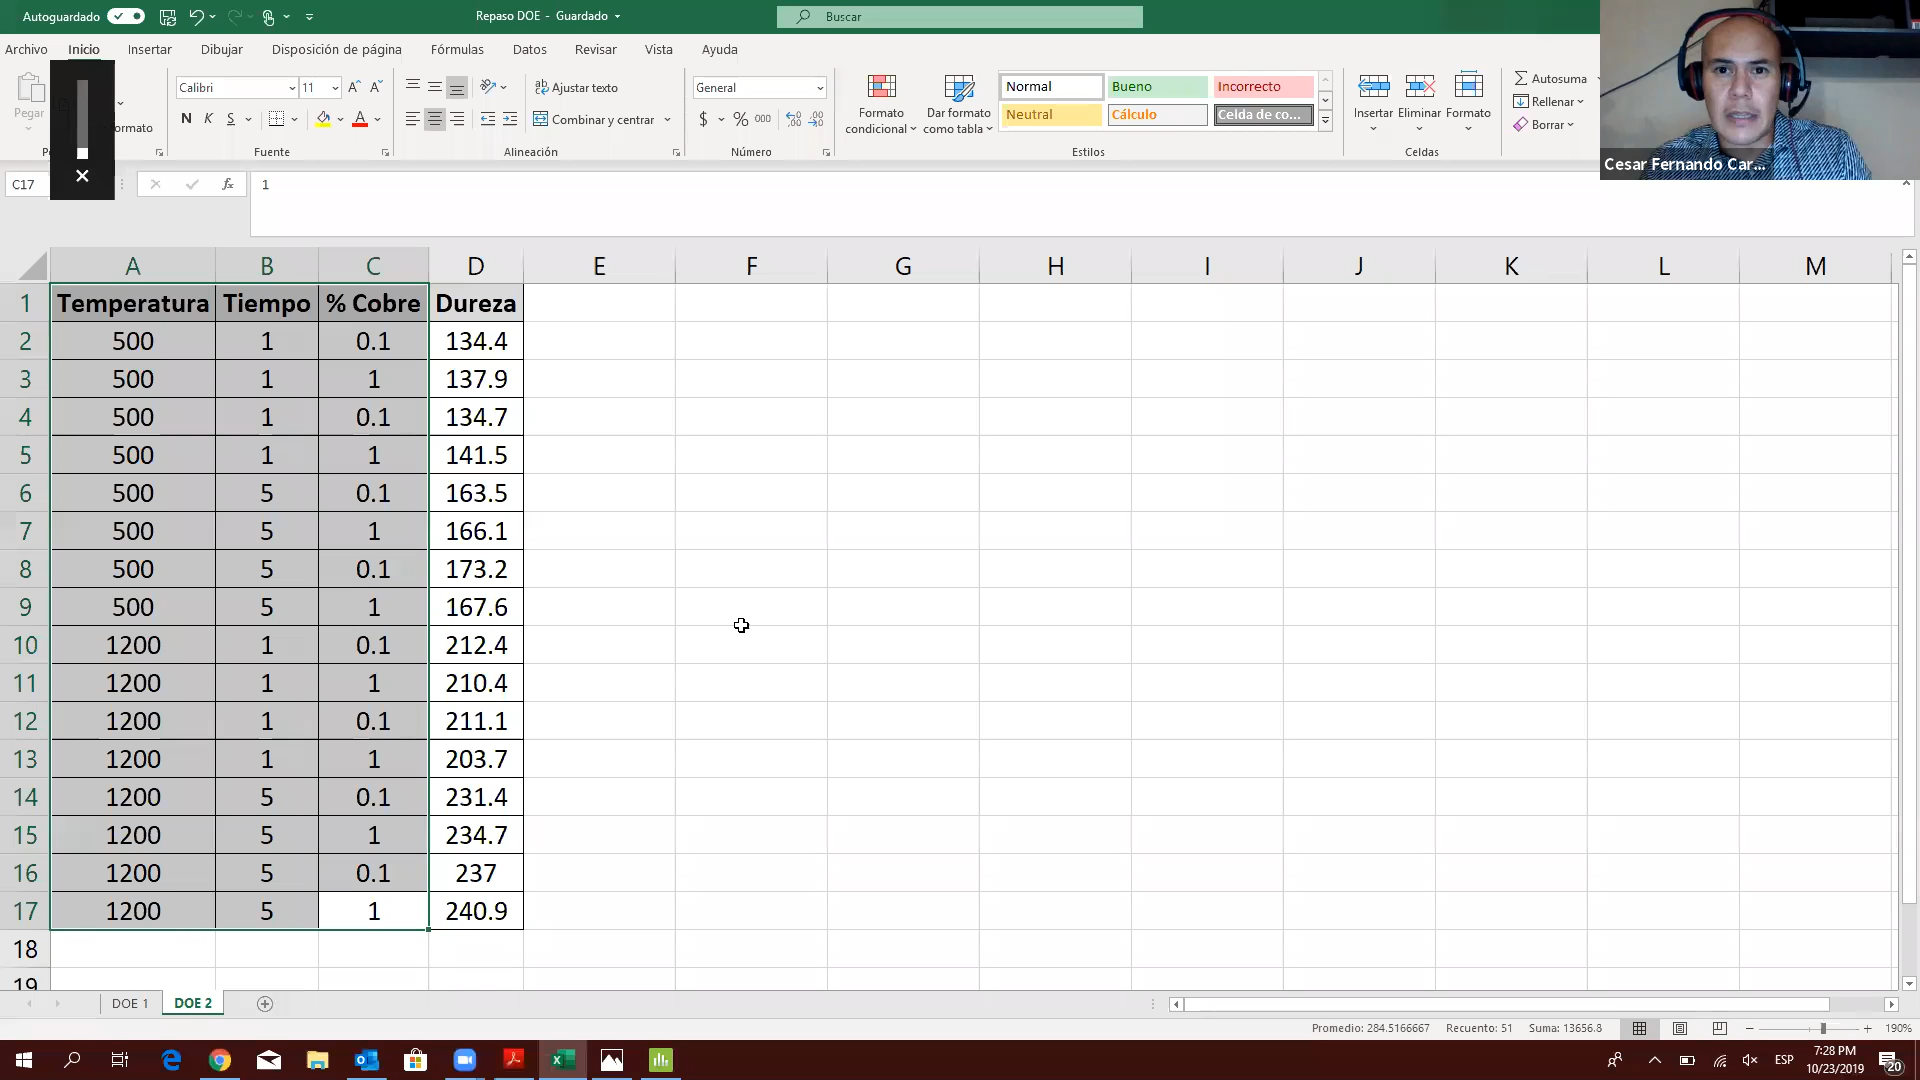 Autoguardado
Repaso DOE - Guardado
Buscar
Archivo Inicio Insertar Dibujar Disposición de página Fórmulas Datos Revisar Vista Ayuda
Pegar
Calibri 11
Ajustar texto
General
Formato condicional
Dar formato como tabla
Normal Bueno Incorrecto
Neutral Cálculo Celda de co...
Insertar Eliminar Formato
Autosuma
Rellenar
Borrar
N K S
Combinar y centrar
$ % 000
Fuente Alineación Número Estilos Celdas
Cesar Fernando Car...
C17 fx 1
A B C D E F G H I J K L M
1 Temperatura Tiempo % Cobre Dureza
2 500 1 0.1 134.4
3 500 1 1 137.9
4 500 1 0.1 134.7
5 500 1 1 141.5
6 500 5 0.1 163.5
7 500 5 1 166.1
8 500 5 0.1 173.2
9 500 5 1 167.6
10 1200 1 0.1 212.4
11 1200 1 1 210.4
12 1200 1 0.1 211.1
13 1200 1 1 203.7
14 1200 5 0.1 231.4
15 1200 5 1 234.7
16 1200 5 0.1 237
17 1200 5 1 240.9
18
19
DOE 1 DOE 2
Promedio: 284.5166667 Recuento: 51 Suma: 13656.8 190%
ESP
7:28 PM
10/23/2019
20